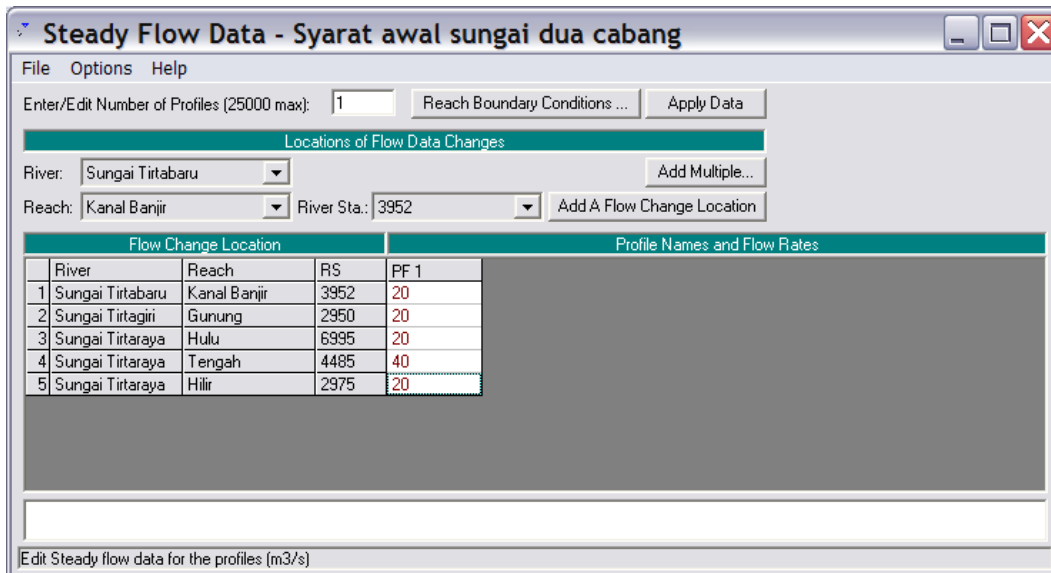 Steady Flow Data - Syarat awal sungai dua cabang
File Options Help
Enter/Edit Number of Profiles (25000 max): 1 Reach Boundary Conditions ... Apply Data
Locations of Flow Data Changes
River: Sungai Tirtabaru Add Multiple...
Reach: Kanal Banjir River Sta.: 3952 Add A Flow Change Location
Flow Change Location Profile Names and Flow Rates
River Reach RS PF 1
1 Sungai Tirtabaru Kanal Banjir 3952 20
2 Sungai Tirtagiri Gunung 2950 20
3 Sungai Tirtaraya Hulu 6995 20
4 Sungai Tirtaraya Tengah 4485 40
5 Sungai Tirtaraya Hilir 2975 20
Edit Steady flow data for the profiles (m3/s)